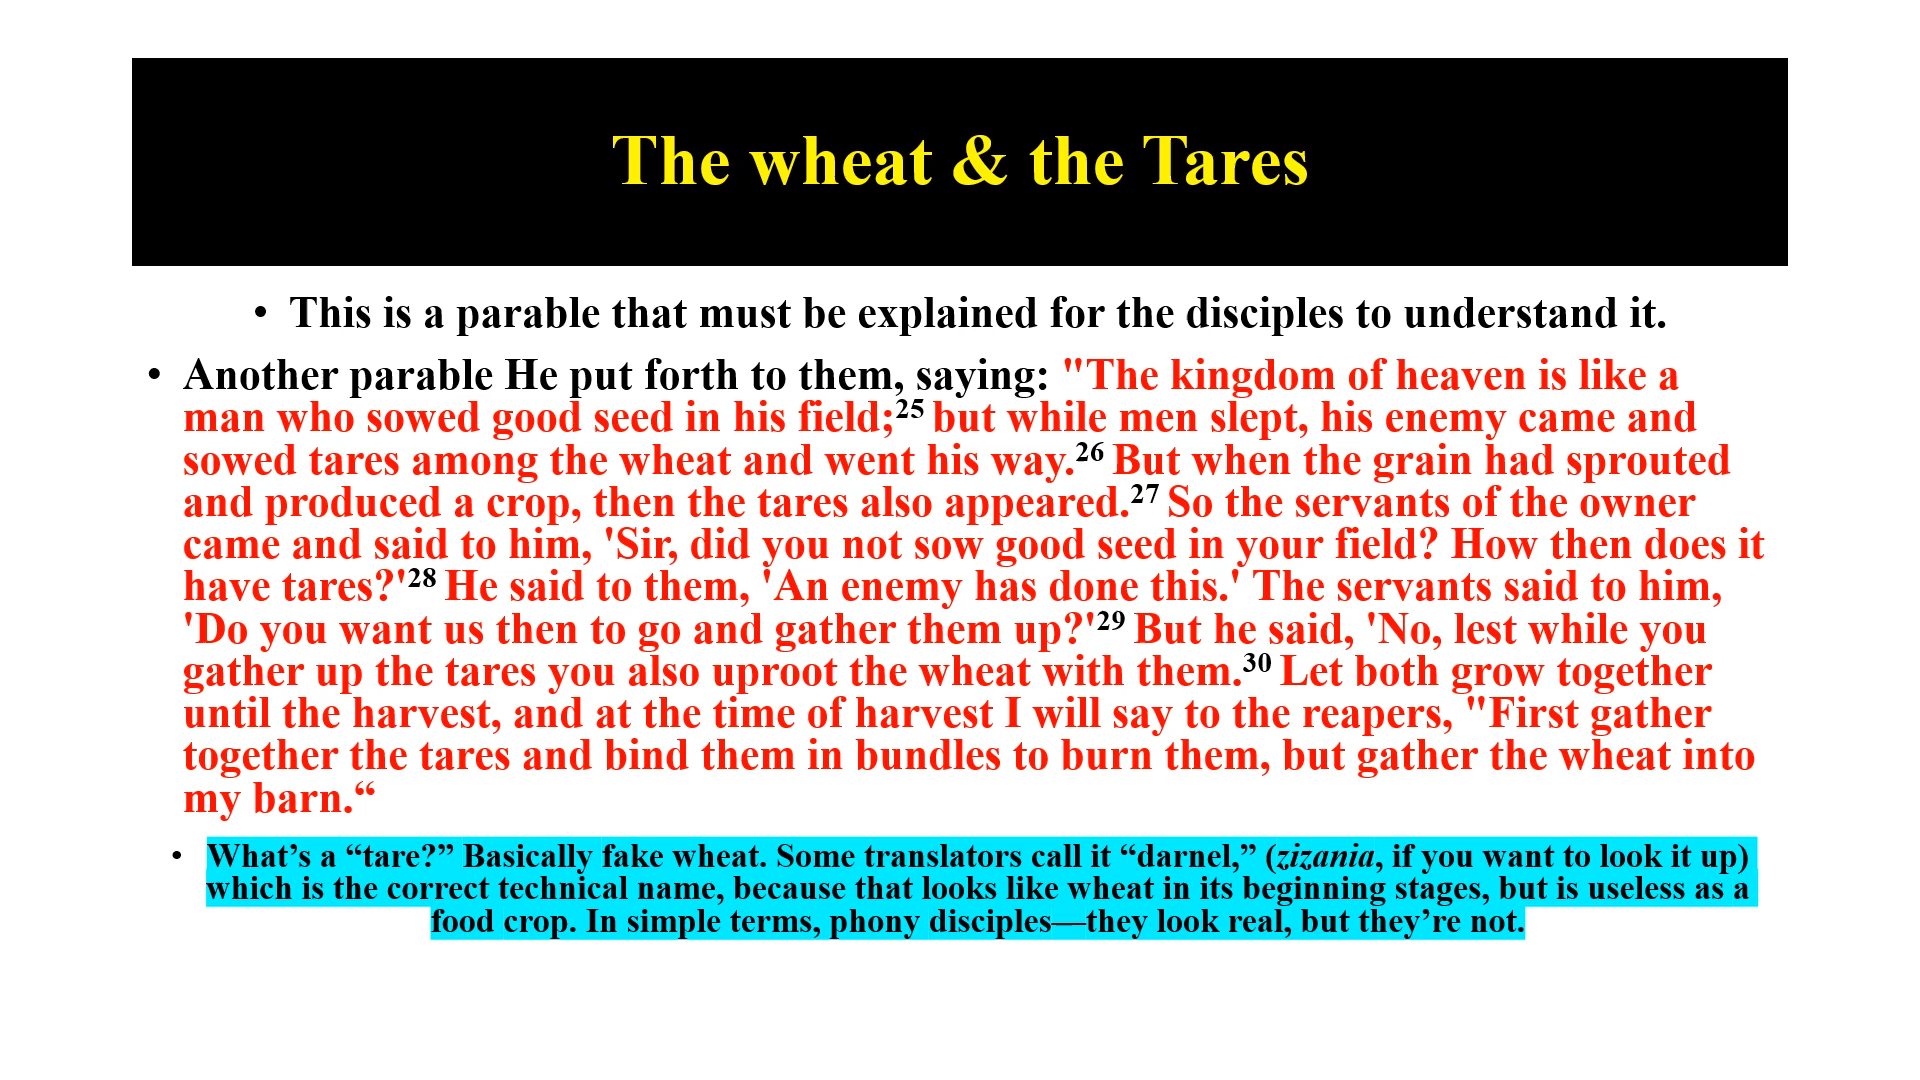 The wheat & the Tares
• This is a parable that must be explained for the disciples to understand it.
• Another parable He put forth to them, saying: "The kingdom of heaven is like a
man who sowed good seed in his field;25 but while men slept, his enemy came and
sowed tares among the wheat and went his way.26 But when the grain had sprouted
and produced a crop, then the tares also appeared.27 So the servants of the owner
came and said to him, 'Sir, did you not sow good seed in your field? How then does it
have tares?'28 He said to them, 'An enemy has done this.' The servants said to him,
'Do you want us then to go and gather them up?'29 But he said, 'No, lest while you
gather up the tares you also uproot the wheat with them.30 Let both grow together
until the harvest, and at the time of harvest I will say to the reapers, "First gather
together the tares and bind them in bundles to burn them, but gather the wheat into
my barn.“
• What’s a “tare?” Basically fake wheat. Some translators call it “darnel,” (zizania, if you want to look it up)
which is the correct technical name, because that looks like wheat in its beginning stages, but is useless as a
food crop. In simple terms, phony disciples—they look real, but they’re not.